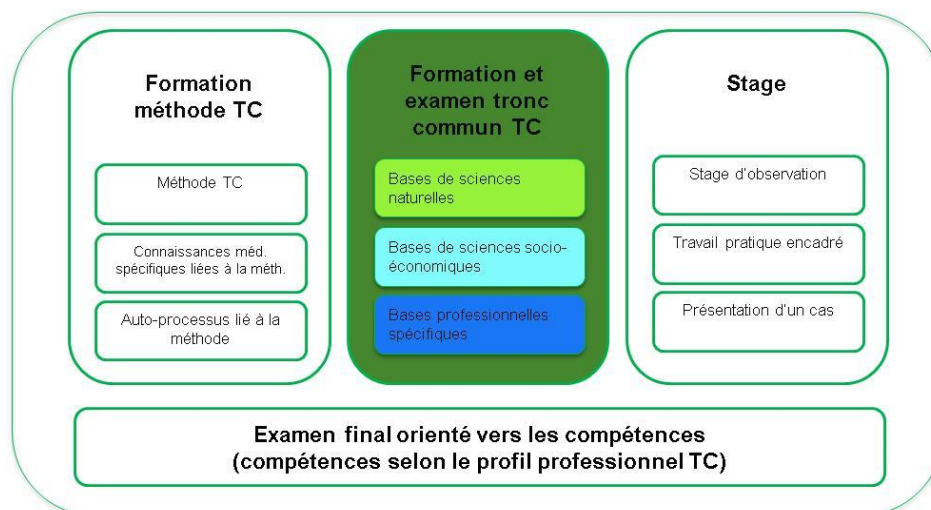 Formation
méthode TC
Méthode TC
Connaissances méd.
spécifiques liées à la méth.
Auto-processus lié à la
méthode
Formation et
examen tronc
commun TC
Bases de sciences
naturelles
Bases de sciences socio-
économiques
Bases professionnelles
spécifiques
Stage
Stage d'observation
Travail pratique encadré
Présentation d'un cas
Examen final orienté vers les compétences
(compétences selon le profil professionnel TC)